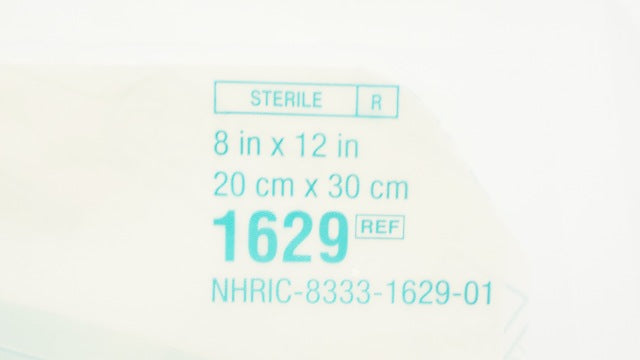 STERILE R
8 in x 12 in
20 cm x 30 cm
1629 REF
NHRIC-8333-1629-01